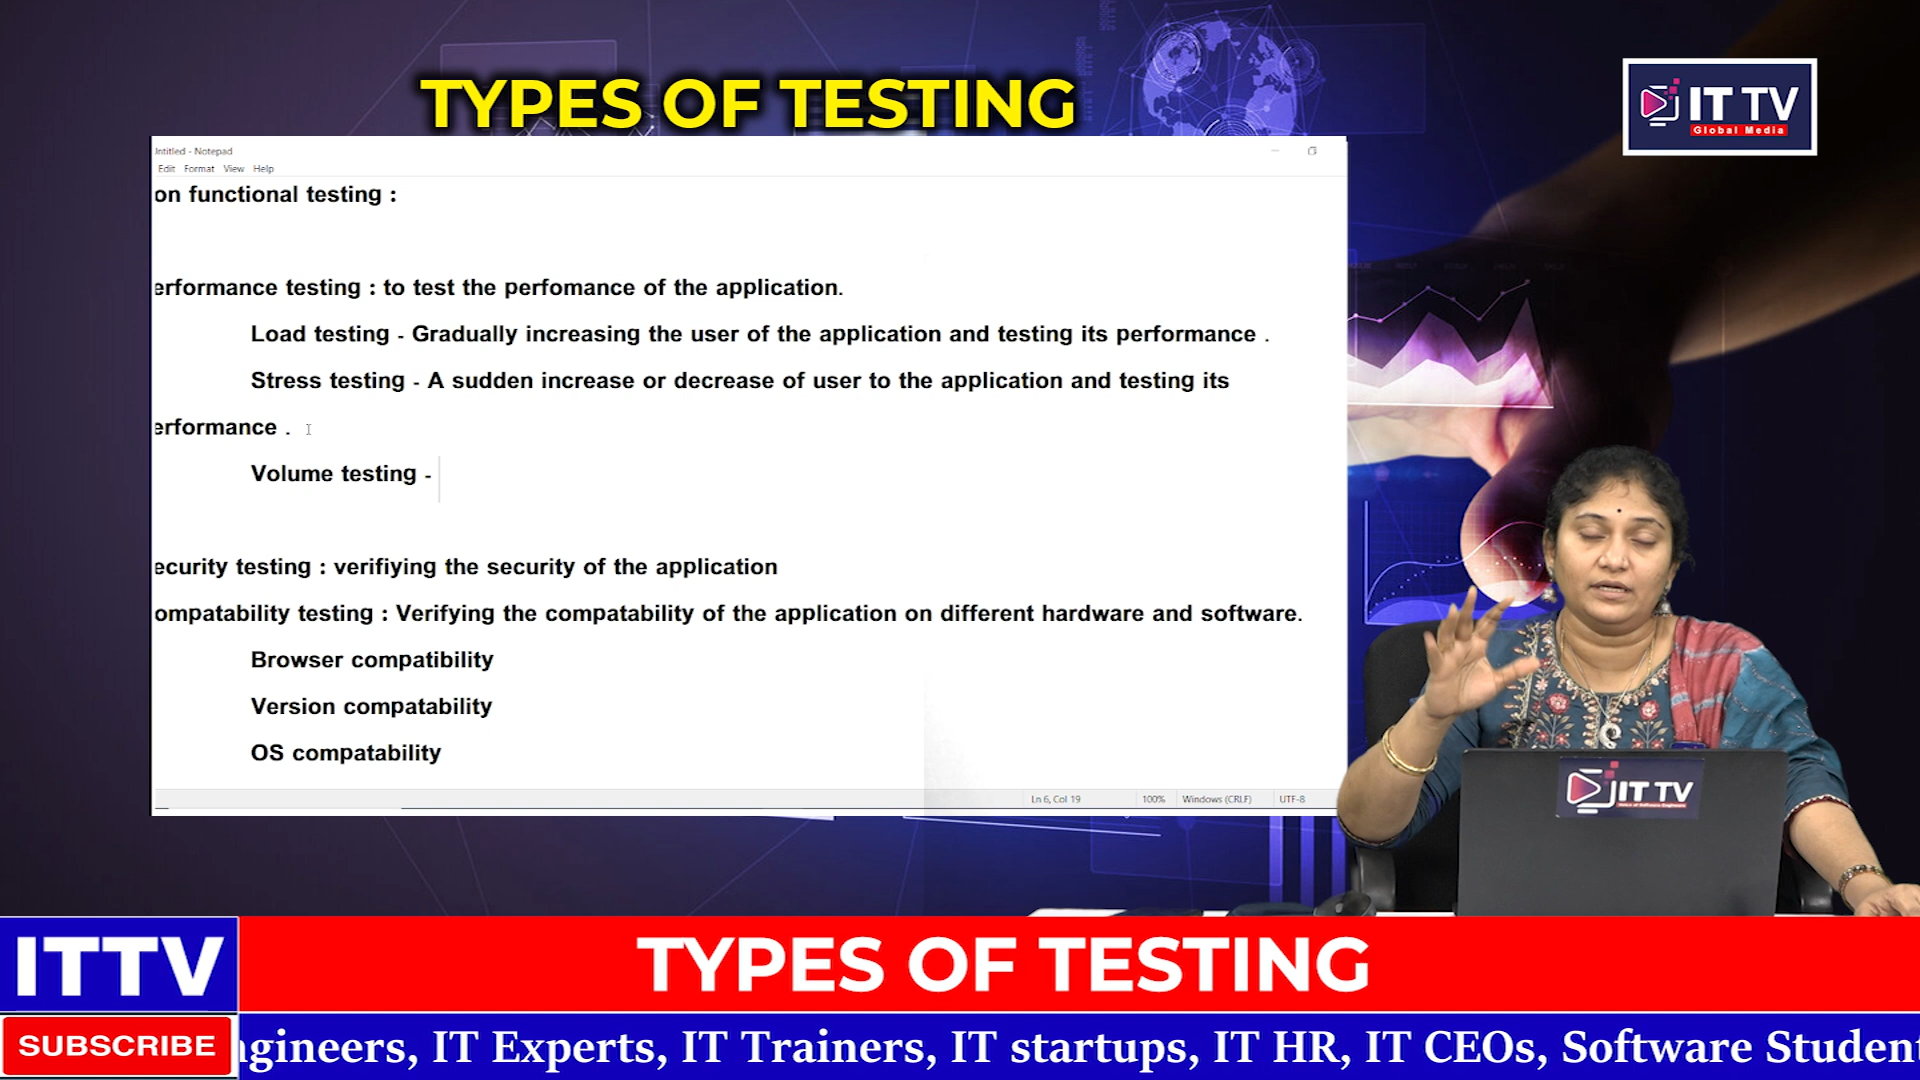 TYPES OF TESTING
IT TV
Global Media
ntitled - Notepad
Edit Format View Help
on functional testing :
erformance testing : to test the perfomance of the application.
Load testing - Gradually increasing the user of the application and testing its performance .
Stress testing - A sudden increase or decrease of user to the application and testing its
erformance .
Volume testing -
ecurity testing : verifiying the security of the application
ompatability testing : Verifying the compatability of the application on different hardware and software.
Browser compatibility
Version compatability
OS compatability
Ln 6, Col 19 100% Windows (CRLF) UTF-8
IT TV
ITTV
TYPES OF TESTING
SUBSCRIBE
ngineers, IT Experts, IT Trainers, IT startups, IT HR, IT CEOs, Software Student